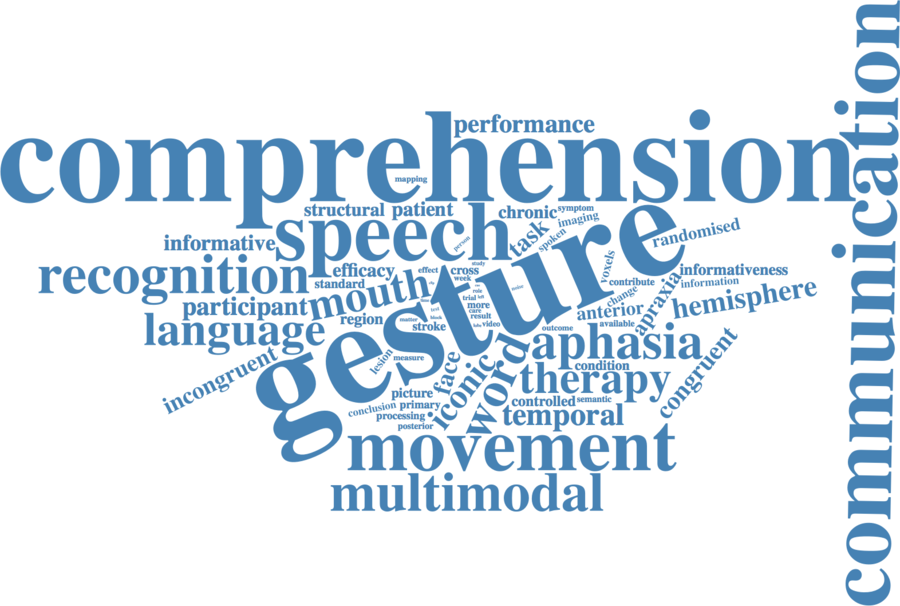 communication
performance
comprehension
mapping
structural patient
chronic
symptom
imaging
speech
task
spoken
person
randomised
informative
gesture
study
voxels
recognition
efficacy
effect
cross
informativeness
standard
week
contribute
information
mouth
change
apraxia
hemisphere
participant
trial
more
role
anterior
care
language
region
stroke
result
video
available
outcome
incongruent
lesion
measure
face
aphasia
congruent
condition
iconic
word
therapy
picture
controlled
semantic
conclusion
primary
processing
temporal
posterior
movement
multimodal